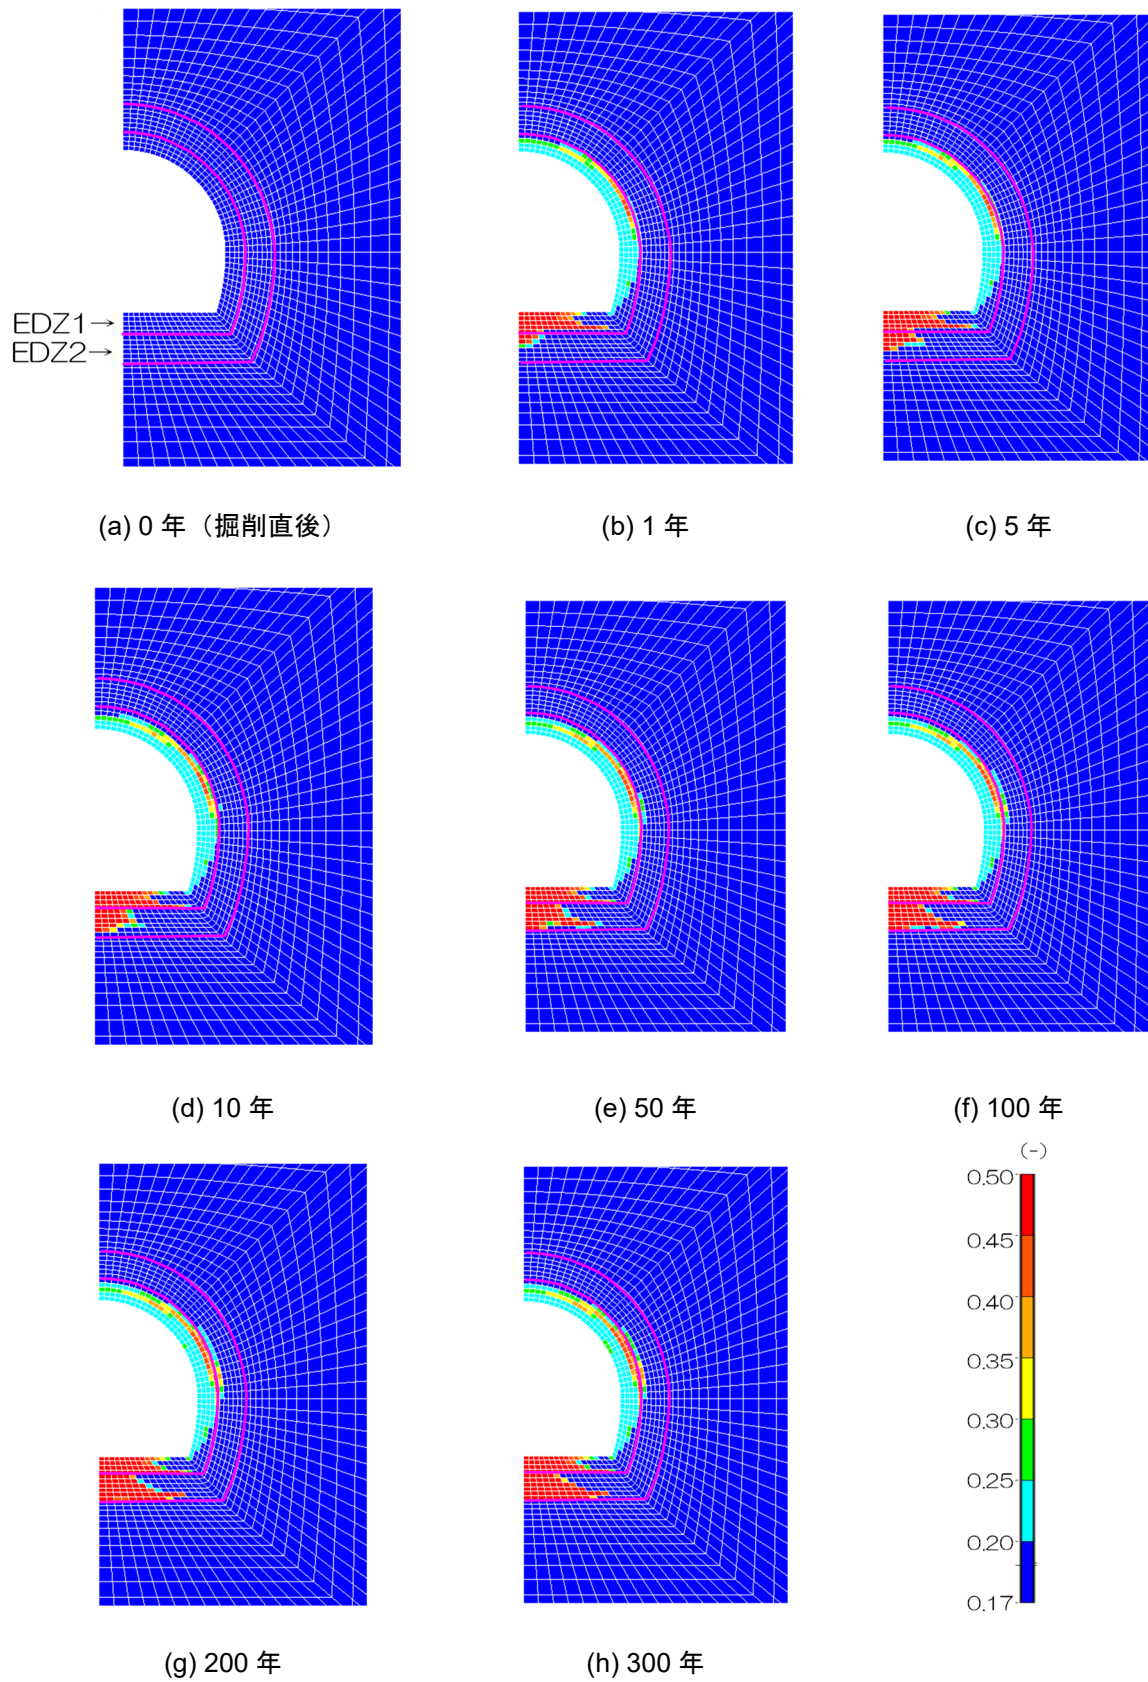 EDZ1→
EDZ2→
(a) 0 年（掘削直後）
(b) 1 年
(c) 5 年
(d) 10 年
(e) 50 年
(f) 100 年
(-)
0.50
0.45
0.40
0.35
0.30
0.25
0.20
0.17
(g) 200 年
(h) 300 年